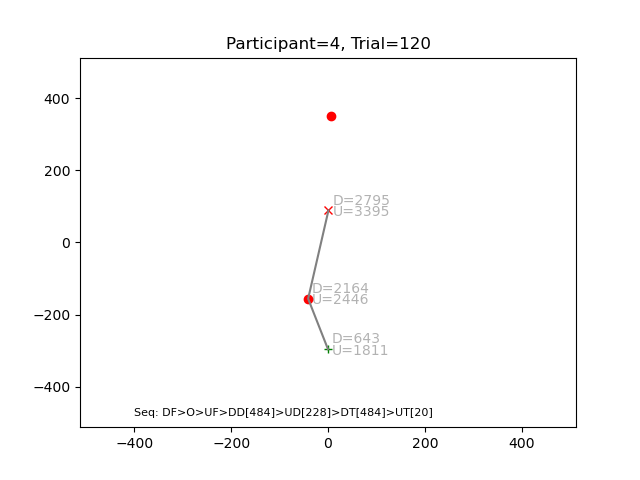 Participant=4, Trial=120
400
200
0
−200
−400
D=2795
U=3395
D=2164
U=2446
D=643
U=1811
Seq: DF>O>UF>DD[484]>UD[228]>DT[484]>UT[20]
−400 −200 0 200 400